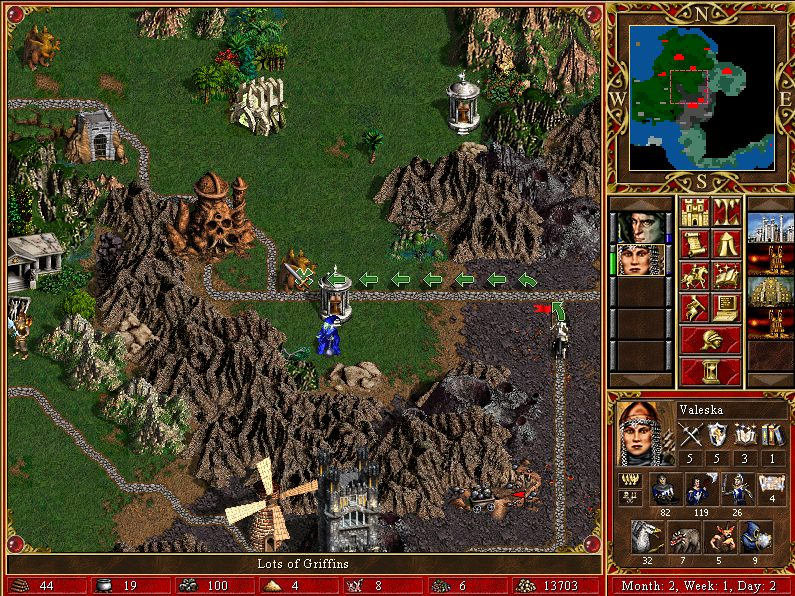 N
W
E
S
Valeska
5 5 3 1
4
82 119 26
32 7 5 9
Lots of Griffins
44 19 100 4 8 6 13703
Month: 2, Week: 1, Day: 2